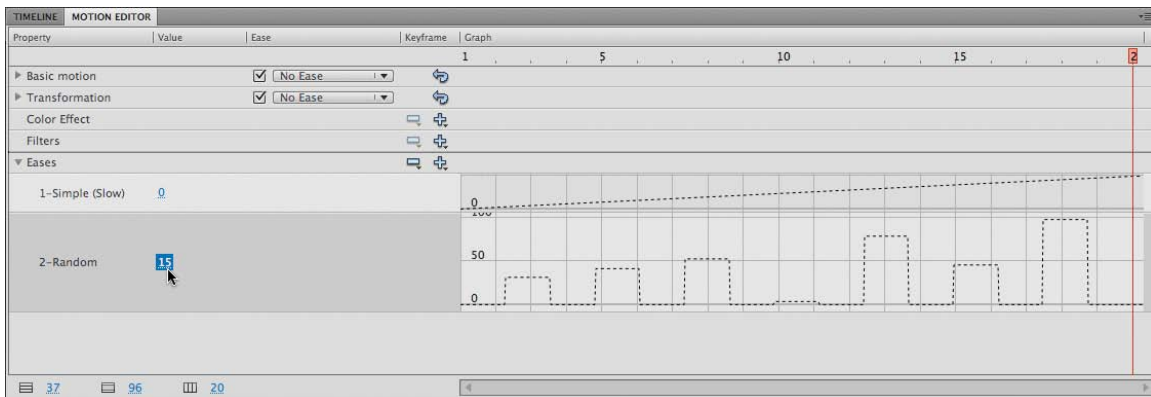 TIMELINE MOTION EDITOR
Property Value Ease Keyframe Graph
1 5 10 15 2
Basic motion No Ease
Transformation No Ease
Color Effect
Filters
Eases
1-Simple (Slow) 0 0
100
2-Random 15 50
0
37 96 20